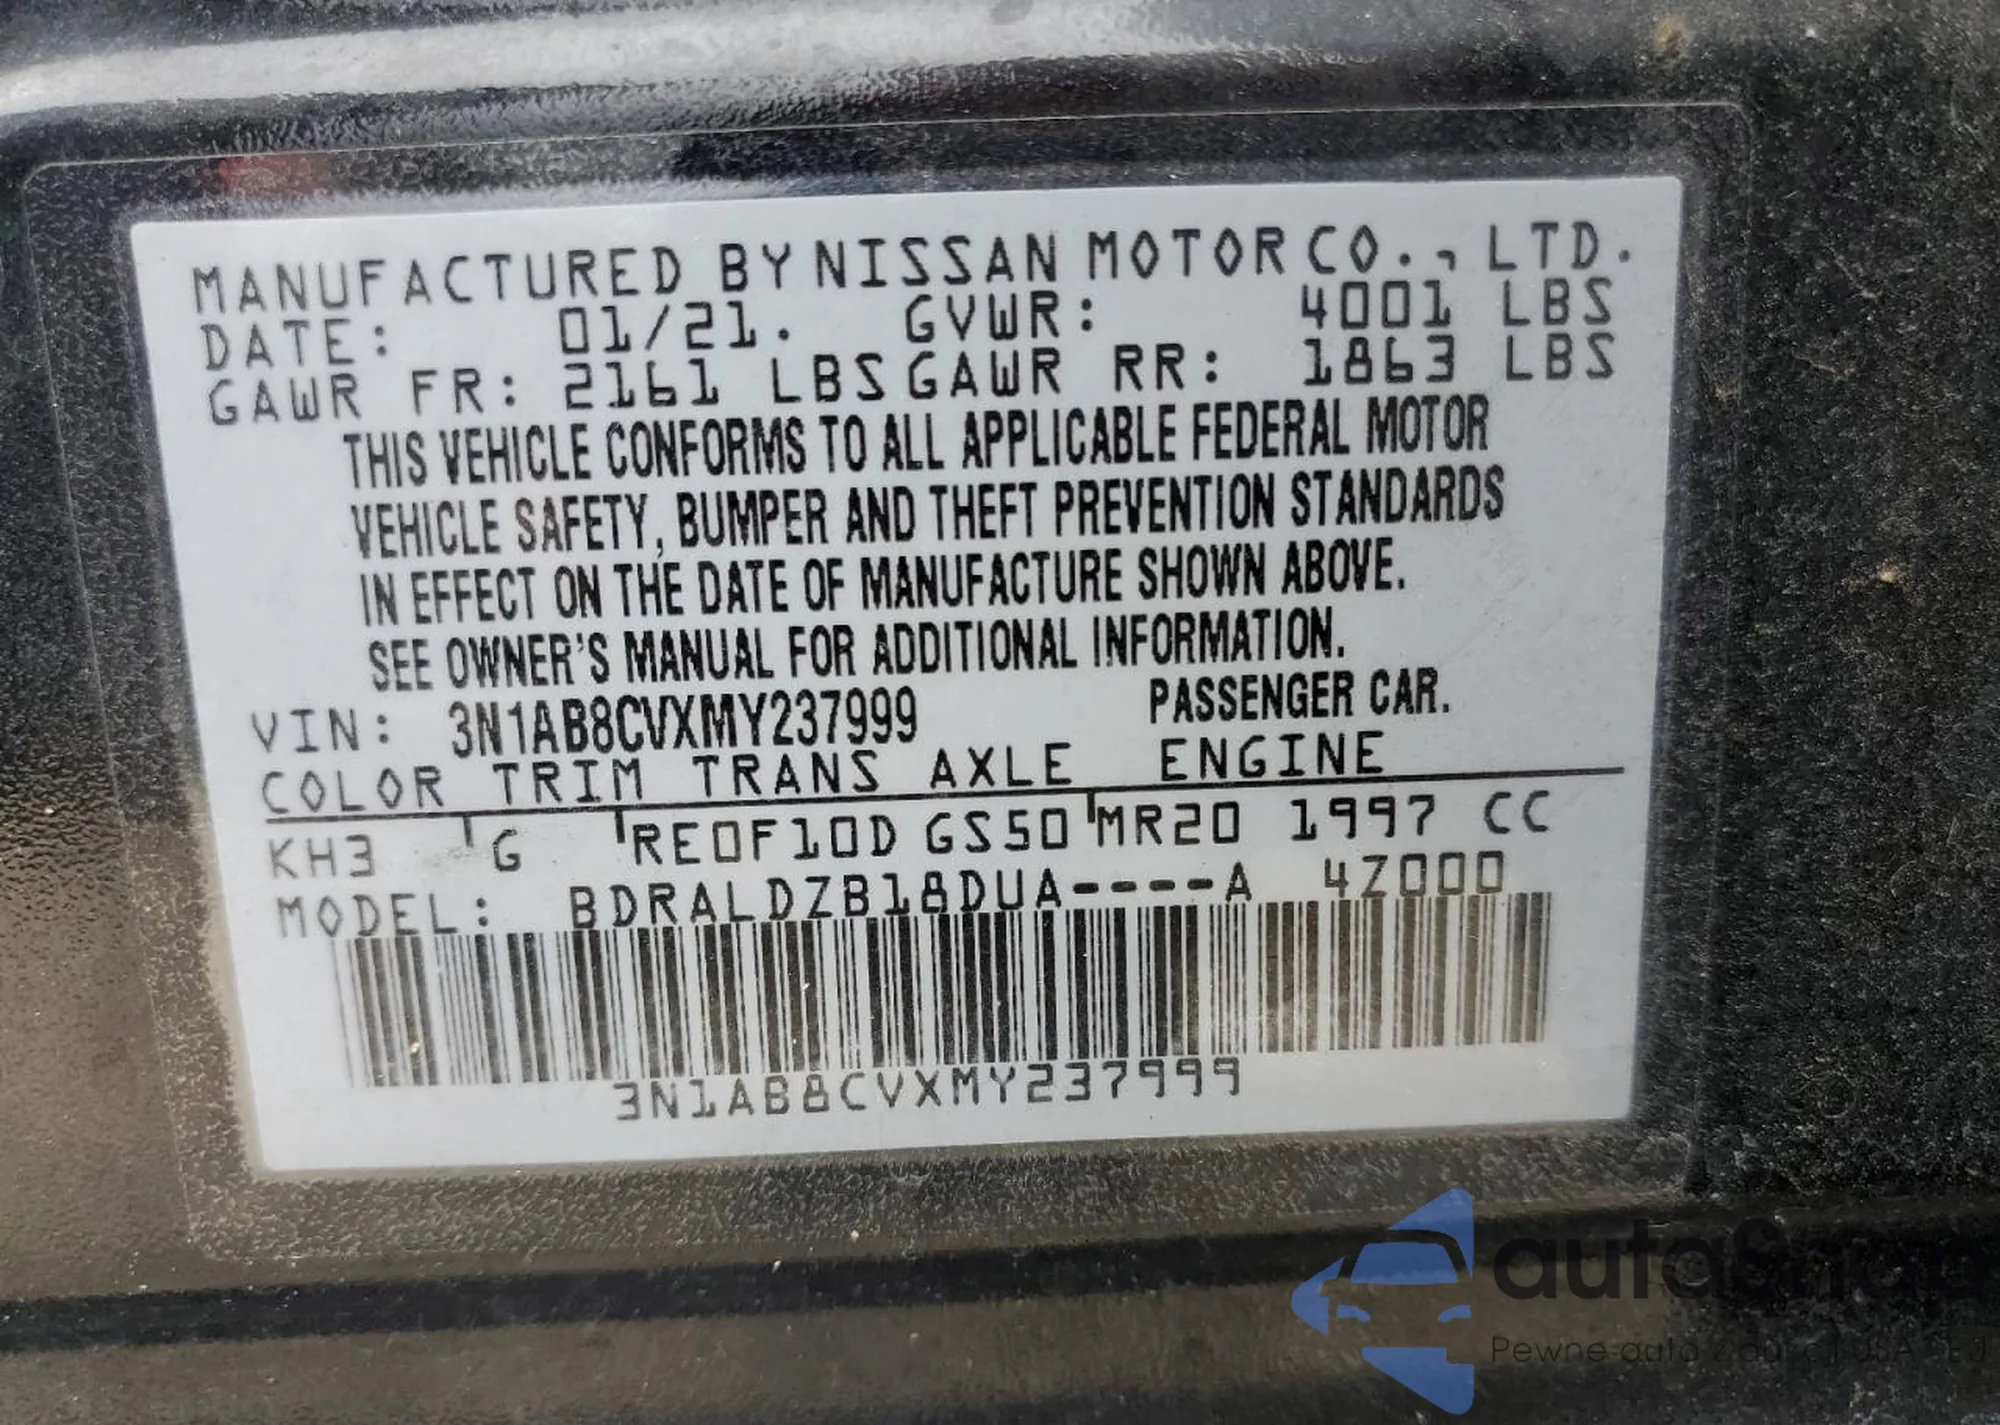 MANUFACTURED BY NISSAN MOTOR CO., LTD.
DATE: 01/21. GVWR: 4001 LBS
GAWR FR: 2161 LBS GAWR RR: 1863 LBS
THIS VEHICLE CONFORMS TO ALL APPLICABLE FEDERAL MOTOR
VEHICLE SAFETY, BUMPER AND THEFT PREVENTION STANDARDS
IN EFFECT ON THE DATE OF MANUFACTURE SHOWN ABOVE.
SEE OWNER'S MANUAL FOR ADDITIONAL INFORMATION.
VIN: 3N1AB8CVXMY237999 PASSENGER CAR.
COLOR TRIM TRANS AXLE ENGINE
KH3 G RE0F10D GS50 MR20 1997 CC
MODEL: BDRALDZB18DUA----A 4Z000
3N1AB8CVXMY237999
autoSnap
Pewne auto z